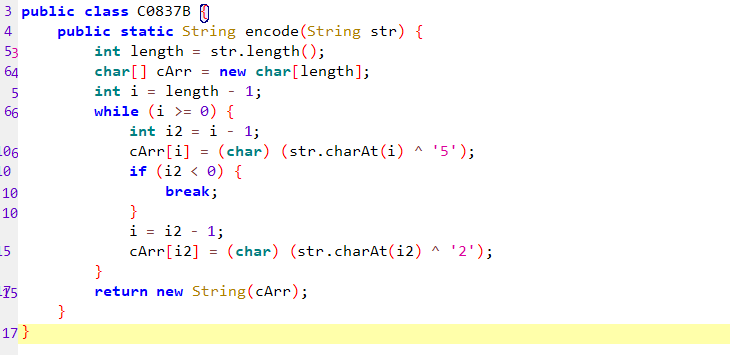 3 public class C0837B {
4 public static String encode(String str) {
53 int length = str.length();
64 char[] cArr = new char[length];
5 int i = length - 1;
66 while (i >= 0) {
int i2 = i - 1;
06 cArr[i] = (char) (str.charAt(i) ^ '5');
0 if (i2 < 0) {
10 break;
10 }
i = i2 - 1;
5 cArr[i2] = (char) (str.charAt(i2) ^ '2');
}
return new String(cArr);
}
17 }